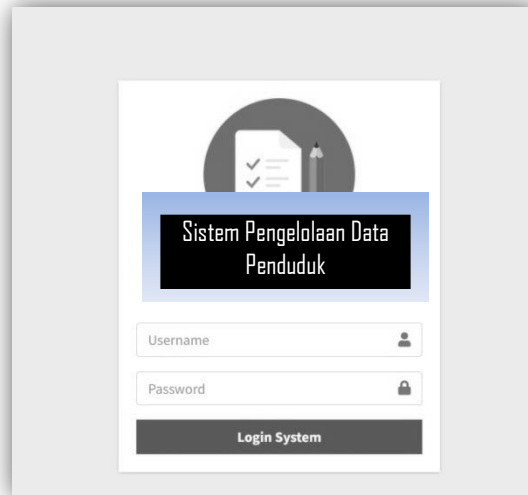 Sistem Pengelolaan Data
Penduduk
Username
Password
Login System